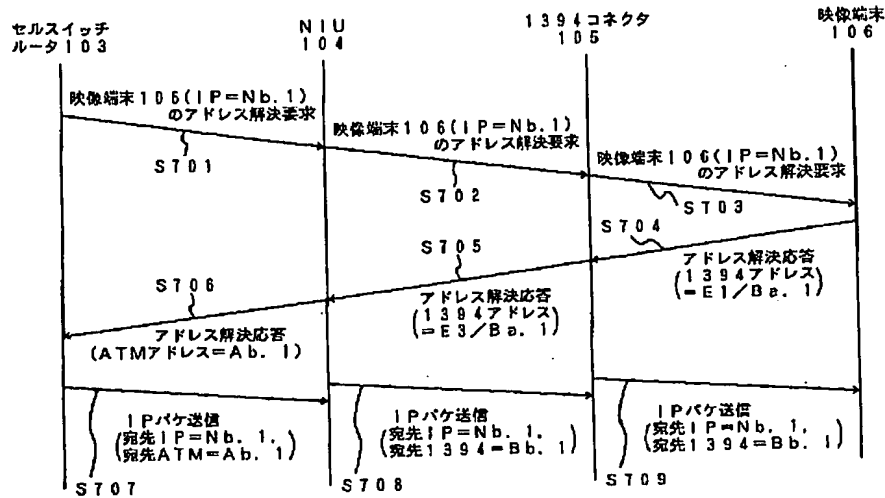 セルスイッチ
ルータ103
NIU
104
1394コネクタ
105
映像端末
106
映像端末106(IP=Nb.1)
のアドレス解決要求
S701
映像端末106(IP=Nb.1)
のアドレス解決要求
S702
映像端末106(IP=Nb.1)
のアドレス解決要求
S703
S704
アドレス解決応答
(1394アドレス
=E1/Ba.1)
S705
アドレス解決応答
(1394アドレス
=E3/Ba.1)
S706
アドレス解決応答
(ATMアドレス=Ab.1)
IPパケ送信
(宛先IP=Nb.1,
宛先ATM=Ab.1)
S707
IPパケ送信
(宛先IP=Nb.1,
宛先1394=Bb.1)
S708
IPパケ送信
(宛先IP=Nb.1,
宛先1394=Bb.1)
S709